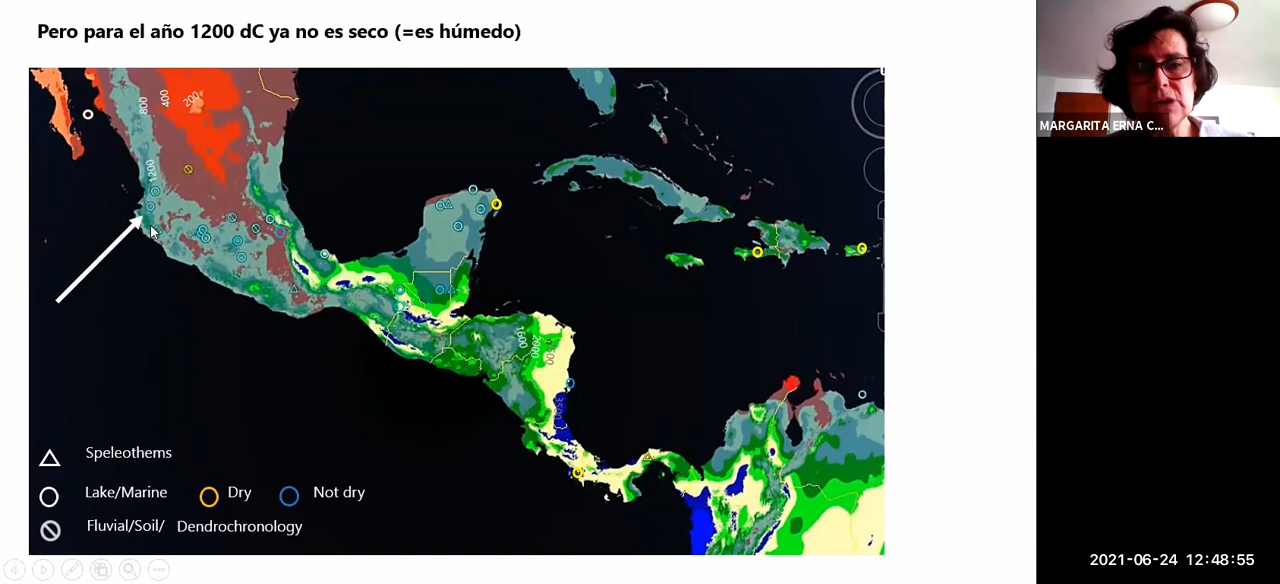 Pero para el año 1200 dC ya no es seco (=es húmedo)
MARGARITA ERNA C...
800
400
200
1200
1600
2000
3500
Speleothems
Lake/Marine
Dry
Not dry
Fluvial/Soil/ Dendrochronology
2021-06-24 12:48:55